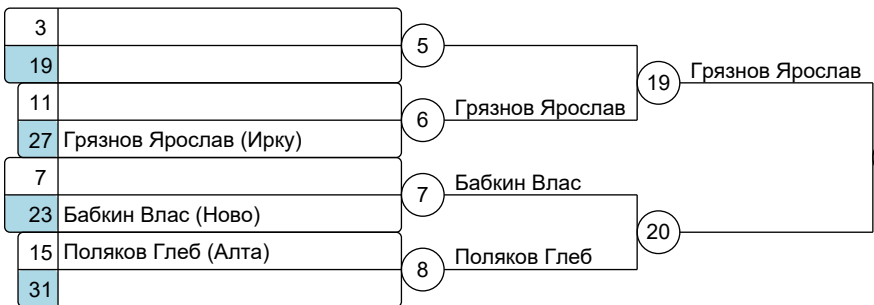 3
5
19
19 Грязнов Ярослав
11
6 Грязнов Ярослав
27 Грязнов Ярослав (Ирку)
7
7 Бабкин Влас
23 Бабкин Влас (Ново)
20
15 Поляков Глеб (Алта)
8 Поляков Глеб
31